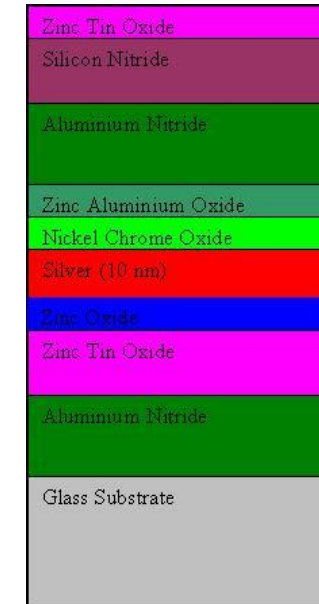 Zinc Tin Oxide
Silicon Nitride
Aluminium Nitride
Zinc Aluminium Oxide
Nickel Chrome Oxide
Silver (10 nm)
Zinc Oxide
Zinc Tin Oxide
Aluminium Nitride
Glass Substrate